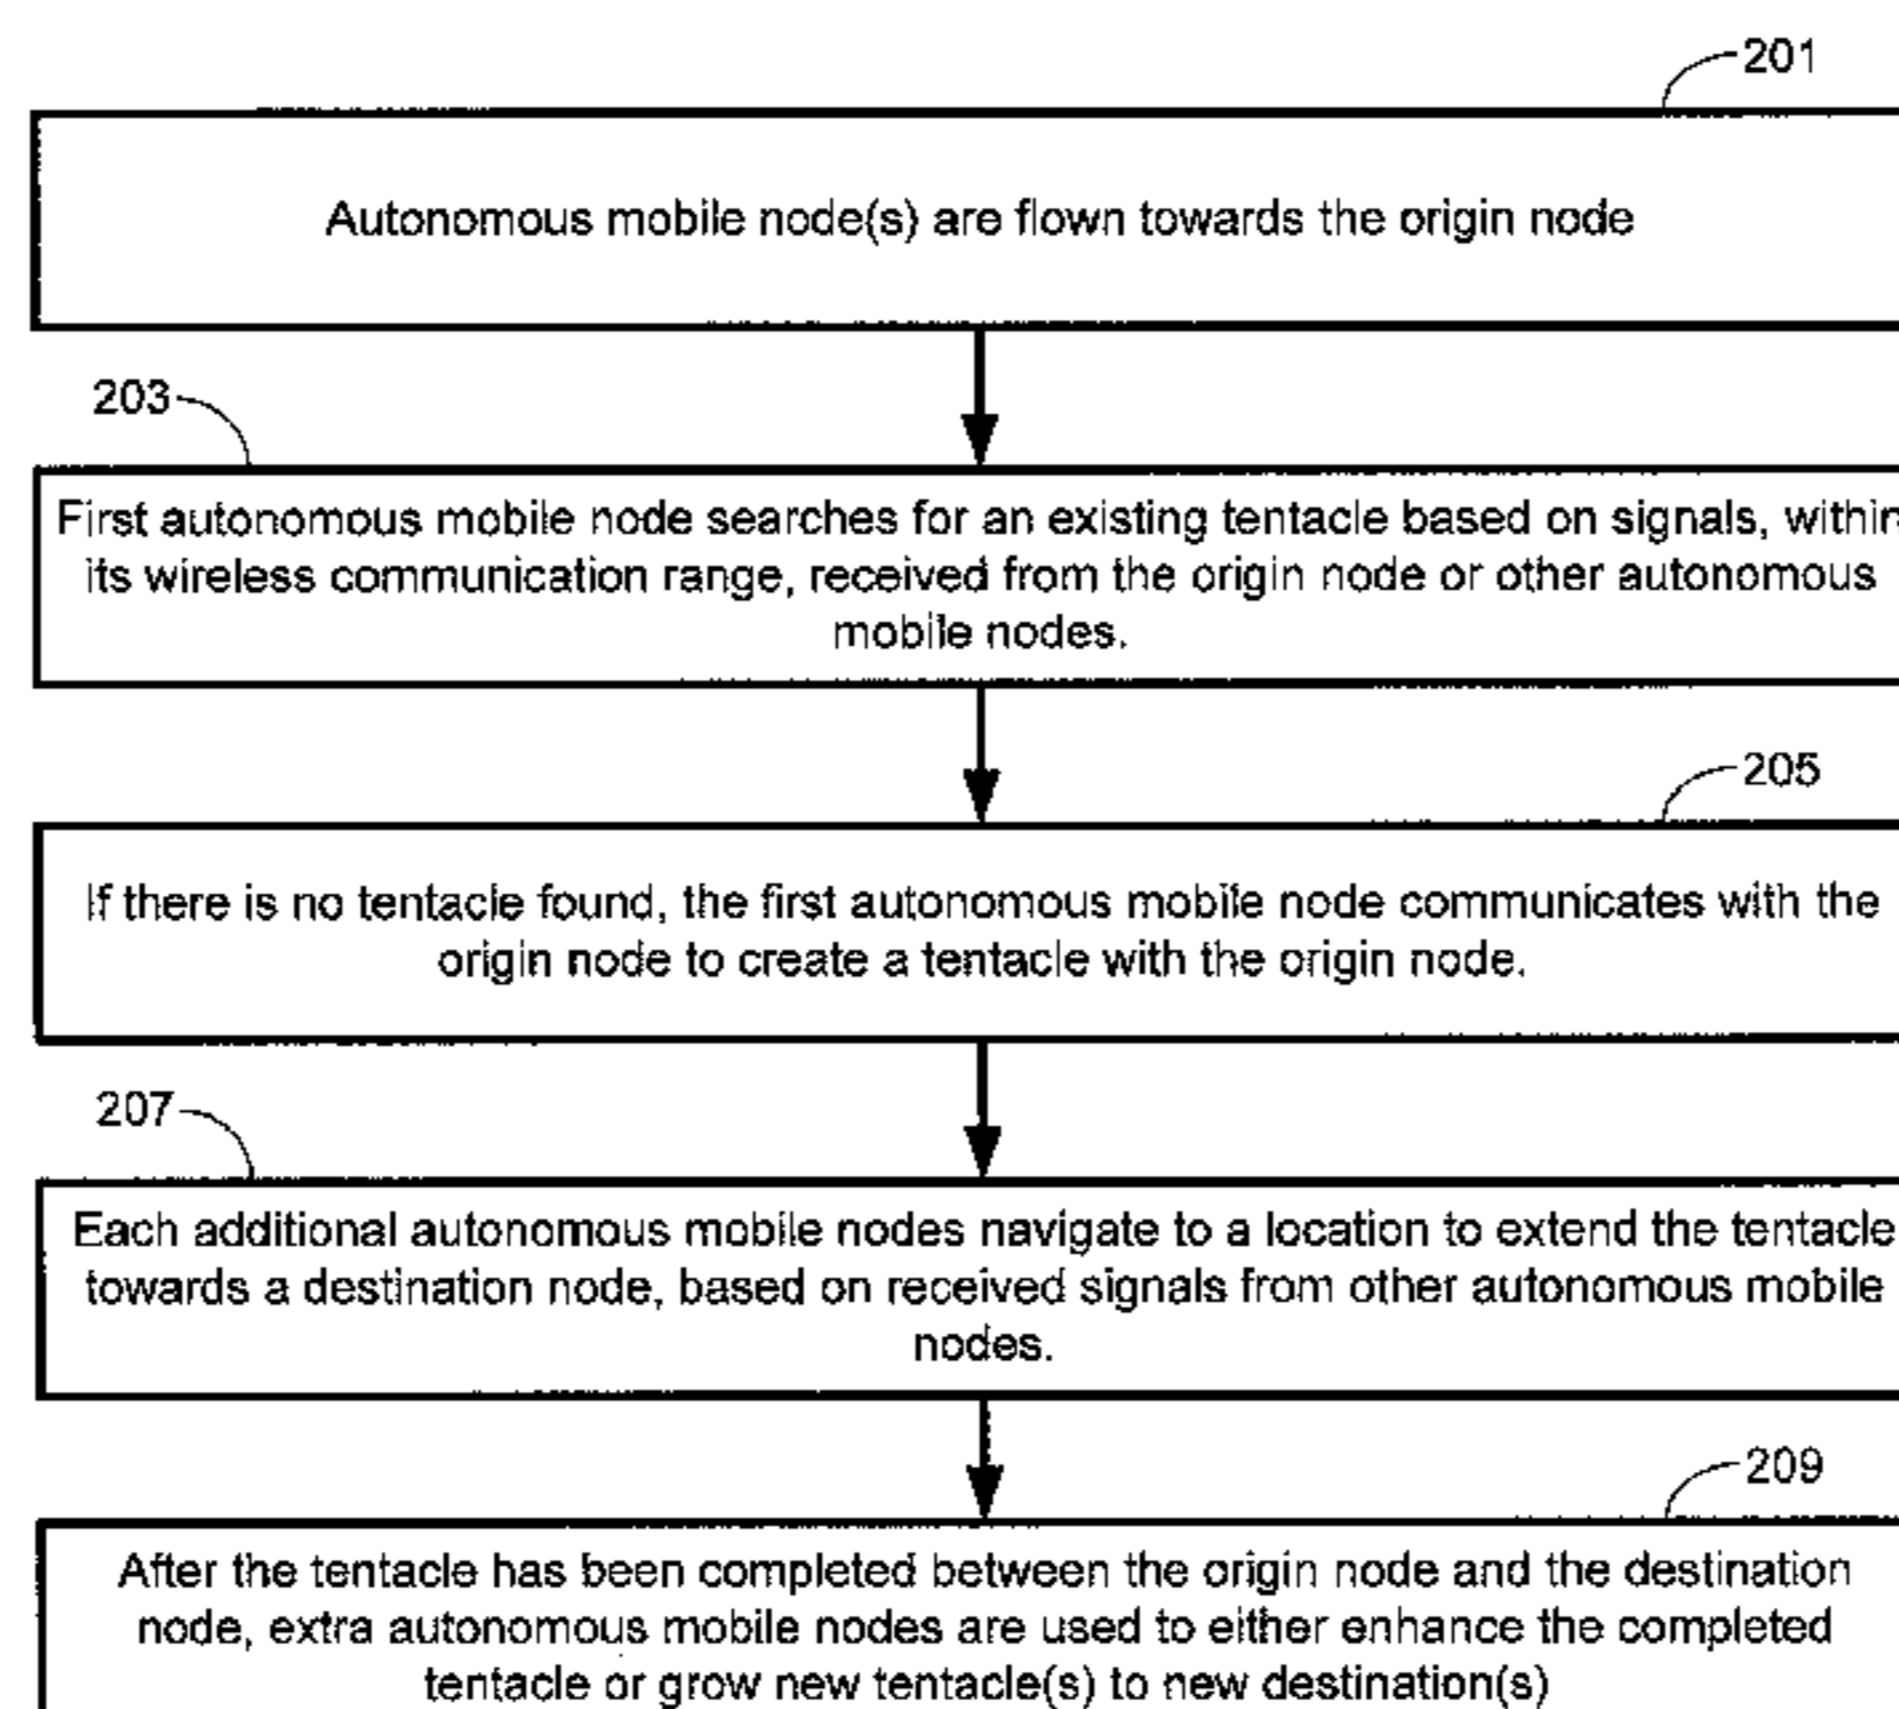 201
Autonomous mobile node(s) are flown towards the origin node
203
First autonomous mobile node searches for an existing tentacle based on signals, within
its wireless communication range, received from the origin node or other autonomous
mobile nodes.
205
If there is no tentacle found, the first autonomous mobile node communicates with the
origin node to create a tentacle with the origin node.
207
Each additional autonomous mobile nodes navigate to a location to extend the tentacle
towards a destination node, based on received signals from other autonomous mobile
nodes.
209
After the tentacle has been completed between the origin node and the destination
node, extra autonomous mobile nodes are used to either enhance the completed
tentacle or grow new tentacle(s) to new destination(s)